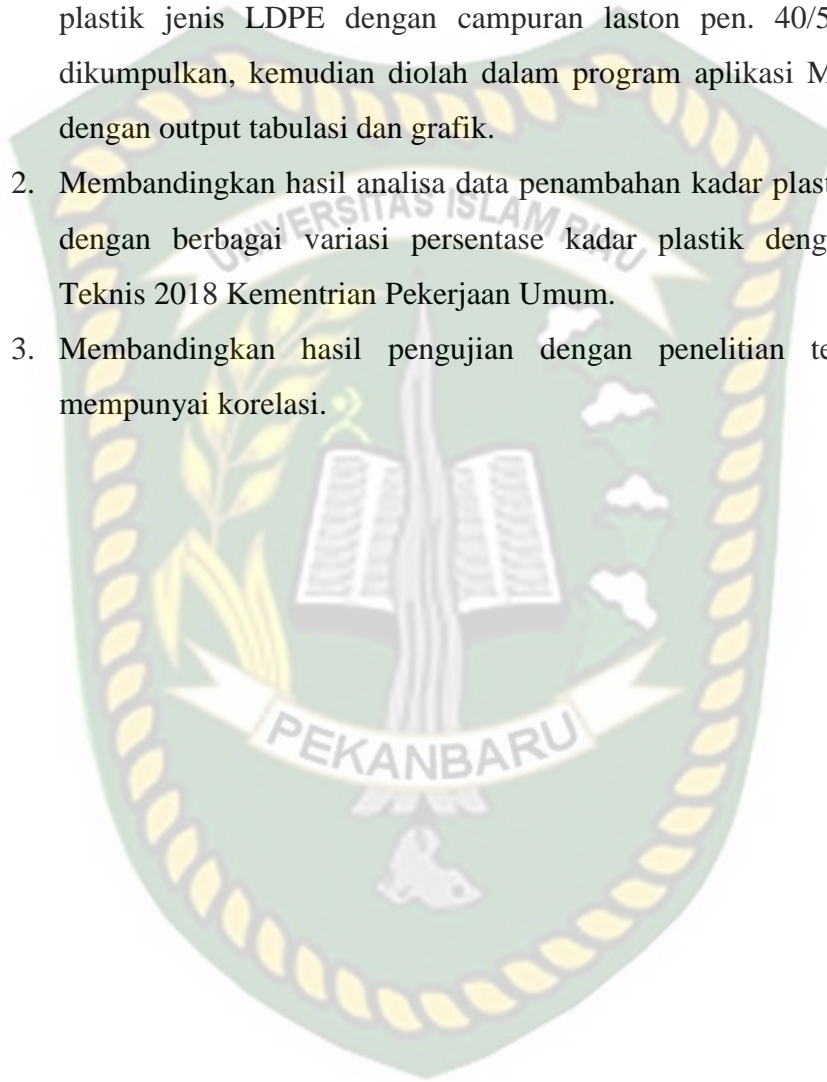 plastik jenis LDPE dengan campuran laston pen. 40/5
dikumpulkan, kemudian diolah dalam program aplikasi M
dengan output tabulasi dan grafik.
2. Membandingkan hasil analisa data penambahan kadar plast
dengan berbagai variasi persentase kadar plastik deng
Teknis 2018 Kementrian Pekerjaan Umum.
3. Membandingkan hasil pengujian dengan penelitian te
mempunyai korelasi.
UNIVERSITAS ISLAM RIAU
PEKANBARU